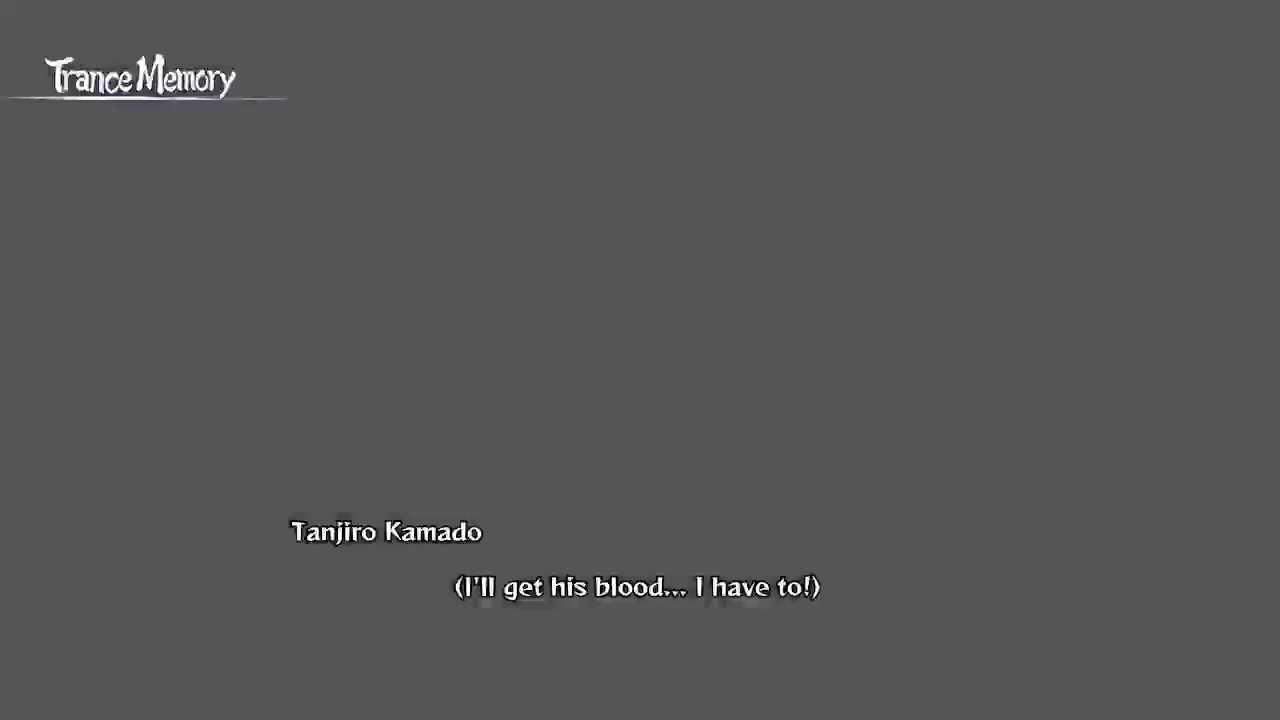 Trance Memory
Tanjiro Kamado
(I'll get his blood... I have to!)